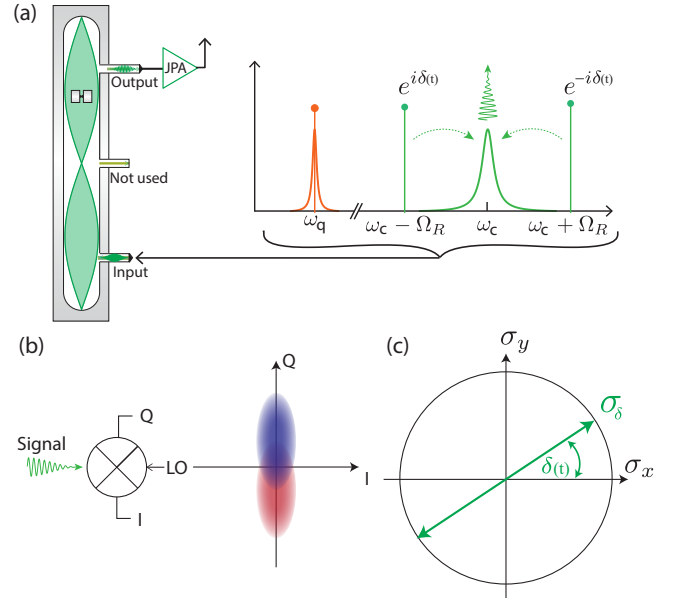 (a)
Output
JPA
Not used
Input
e^{iδ(t)}
e^{-iδ(t)}
ω_q
ω_c − Ω_R
ω_c
ω_c + Ω_R
(b)
Q
Signal
LO
I
Q
I
(c)
σ_y
σ_δ
δ(t)
σ_x